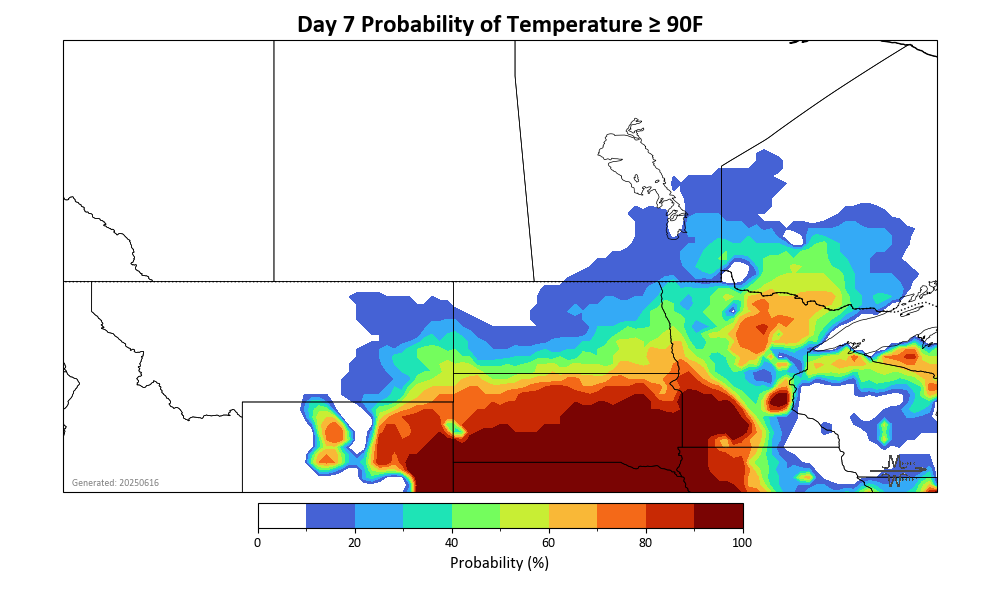 Day 7 Probability of Temperature ≥ 90F
Generated: 20250616
0 20 40 60 80 100
Probability (%)